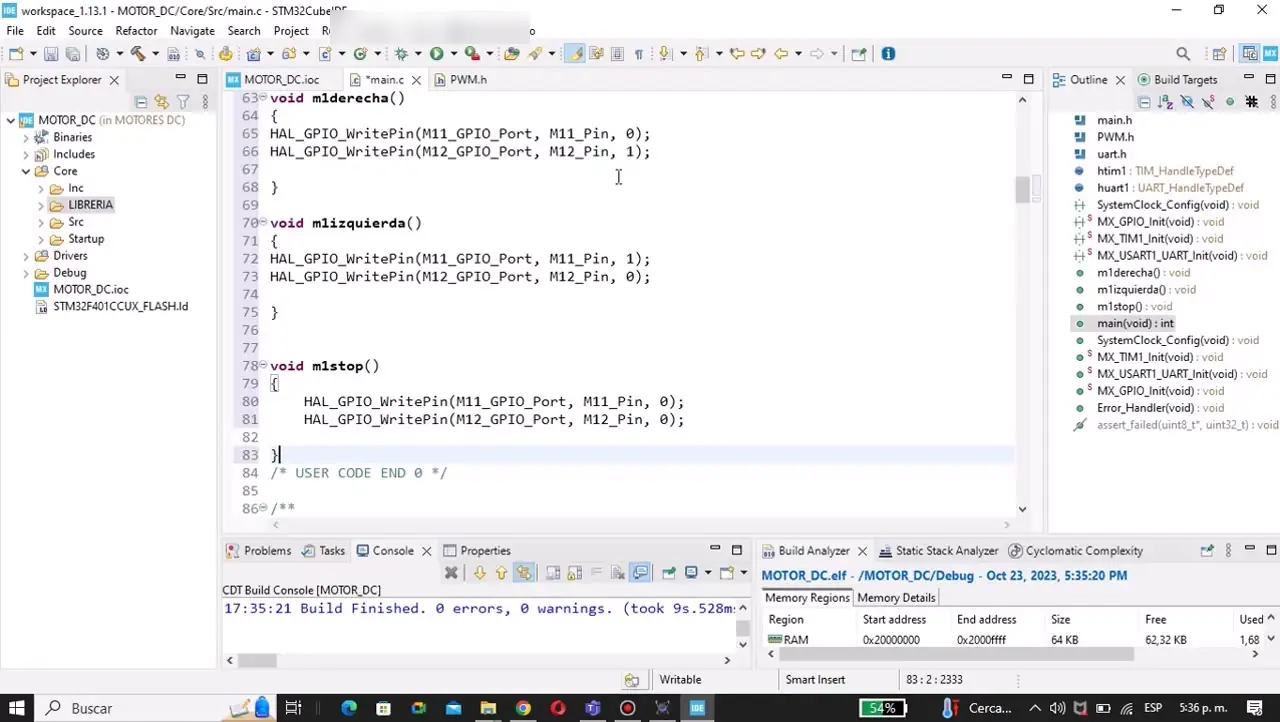 workspace_1.13.1 - MOTOR_DC/Core/Src/main.c - STM32CubeIDE
File Edit Source Refactor Navigate Search Project
Project Explorer
MOTOR_DC.ioc *main.c PWM.h
Outline Build Targets
MOTOR_DC (in MOTORES DC)
Binaries
Includes
Core
Inc
LIBRERIA
Src
Startup
Drivers
Debug
MOTOR_DC.ioc
STM32F401CCUX_FLASH.ld
63 void m1derecha()
64 {
65 HAL_GPIO_WritePin(M11_GPIO_Port, M11_Pin, 0);
66 HAL_GPIO_WritePin(M12_GPIO_Port, M12_Pin, 1);
67
68 }
69
70 void m1izquierda()
71 {
72 HAL_GPIO_WritePin(M11_GPIO_Port, M11_Pin, 1);
73 HAL_GPIO_WritePin(M12_GPIO_Port, M12_Pin, 0);
74
75 }
76
77
78 void m1stop()
79 {
80 HAL_GPIO_WritePin(M11_GPIO_Port, M11_Pin, 0);
81 HAL_GPIO_WritePin(M12_GPIO_Port, M12_Pin, 0);
82
83 }
84 /* USER CODE END 0 */
85
86 /**
main.h
PWM.h
uart.h
htim1 : TIM_HandleTypeDef
huart1 : UART_HandleTypeDef
SystemClock_Config(void) : void
MX_GPIO_Init(void) : void
MX_TIM1_Init(void) : void
MX_USART1_UART_Init(void) : void
m1derecha() : void
m1izquierda() : void
m1stop() : void
main(void) : int
SystemClock_Config(void) : void
MX_TIM1_Init(void) : void
MX_USART1_UART_Init(void) : void
MX_GPIO_Init(void) : void
Error_Handler(void) : void
assert_failed(uint8_t*, uint32_t) : void
Problems Tasks Console Properties
CDT Build Console [MOTOR_DC]
17:35:21 Build Finished. 0 errors, 0 warnings. (took 9s.528ms
Build Analyzer Static Stack Analyzer Cyclomatic Complexity
MOTOR_DC.elf - /MOTOR_DC/Debug - Oct 23, 2023, 5:35:20 PM
Memory Regions Memory Details
Region Start address End address Size Free Used
RAM 0x20000000 0x2000ffff 64 KB 62,32 KB 1,68
Writable Smart Insert 83 : 2 : 2333
Buscar 54% Cerca... ESP 5:36 p. m.